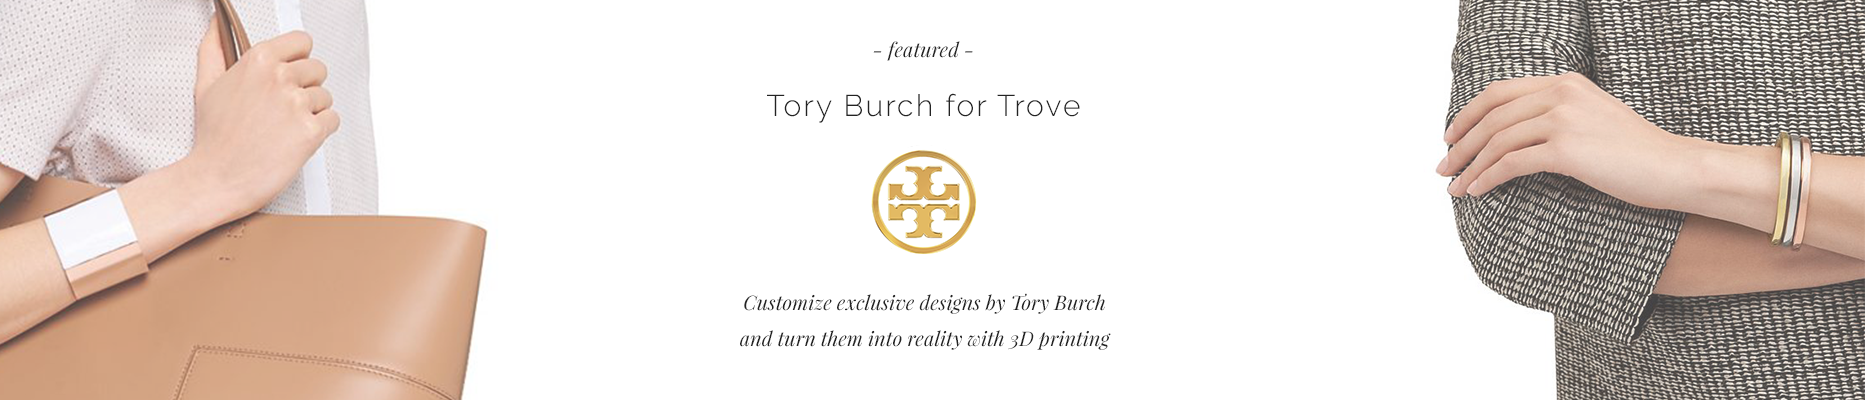 - featured -
Tory Burch for Trove
Customize exclusive designs by Tory Burch
and turn them into reality with 3D printing